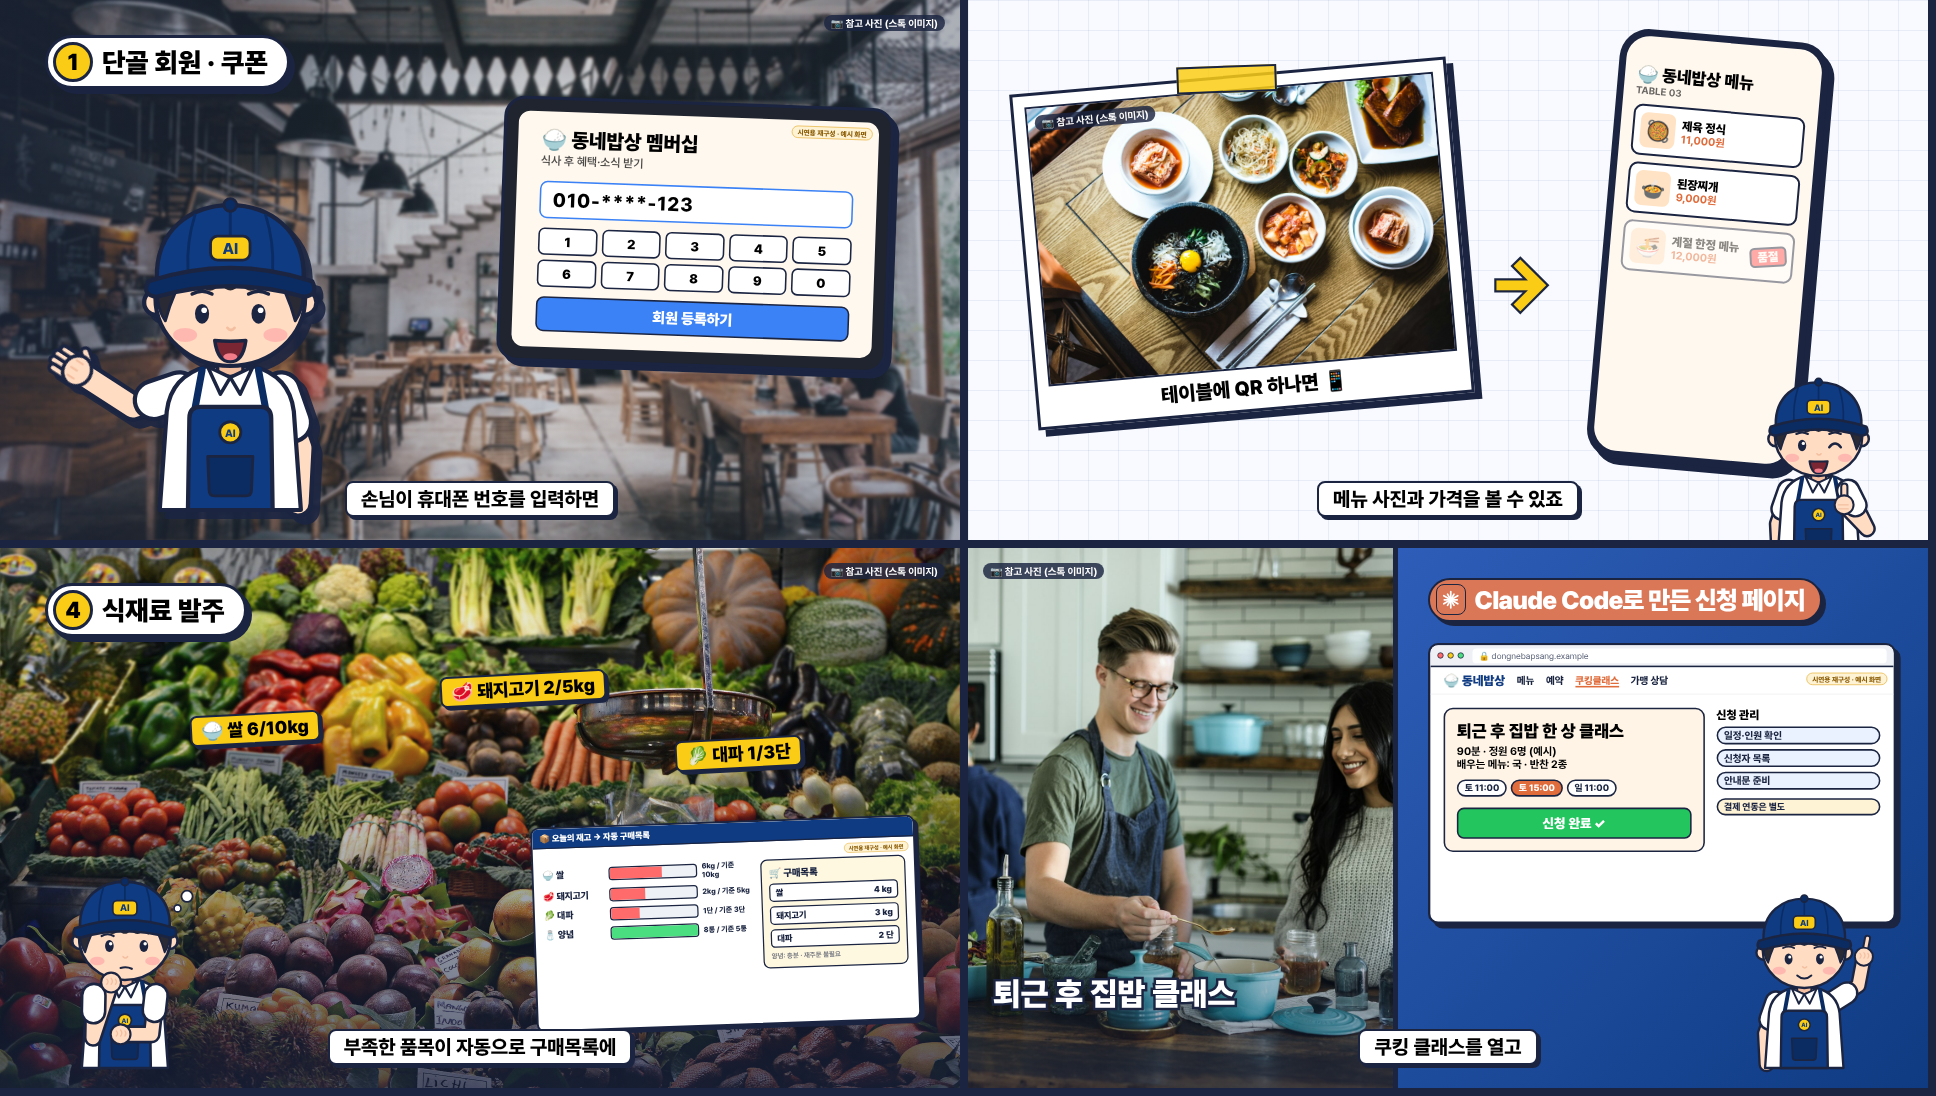 📷 참고 사진 (스톡 이미지)
1 단골 회원 · 쿠폰
시연용 재구성 · 예시 화면
🍚 동네밥상 멤버십
식사 후 혜택·소식 받기
010-****-123
1 2 3 4 5
6 7 8 9 0
회원 등록하기
AI
AI
손님이 휴대폰 번호를 입력하면
📷 참고 사진 (스톡 이미지)
테이블에 QR 하나면 📱
🍚 동네밥상 메뉴
TABLE 03
제육 정식
11,000원
된장찌개
9,000원
계절 한정 메뉴
12,000원
품절
AI
AI
메뉴 사진과 가격을 볼 수 있죠
📷 참고 사진 (스톡 이미지)
4 식재료 발주
🥩 돼지고기 2/5kg
🍚 쌀 6/10kg
🥬 대파 1/3단
📦 오늘의 재고 → 자동 구매목록
시연용 재구성 · 예시 화면
🍚 쌀 6kg / 기준 10kg
🥩 돼지고기 2kg / 기준 5kg
🥬 대파 1단 / 기준 3단
🧂 양념 8통 / 기준 5통
🛒 구매목록
쌀 4 kg
돼지고기 3 kg
대파 2 단
양념: 충분 · 재주문 불필요
AI
AI
KUMA
LICHI
부족한 품목이 자동으로 구매목록에
📷 참고 사진 (스톡 이미지)
퇴근 후 집밥 클래스
Claude Code로 만든 신청 페이지
🔒 dongnebapsang.example
🍚 동네밥상 메뉴 예약 쿠킹클래스 가맹 상담
시연용 재구성 · 예시 화면
퇴근 후 집밥 한 상 클래스
90분 · 정원 6명 (예시)
배우는 메뉴: 국 · 반찬 2종
토 11:00 토 15:00 일 11:00
신청 완료 ✓
신청 관리
일정·인원 확인
신청자 목록
안내문 준비
결제 연동은 별도
AI
AI
쿠킹 클래스를 열고